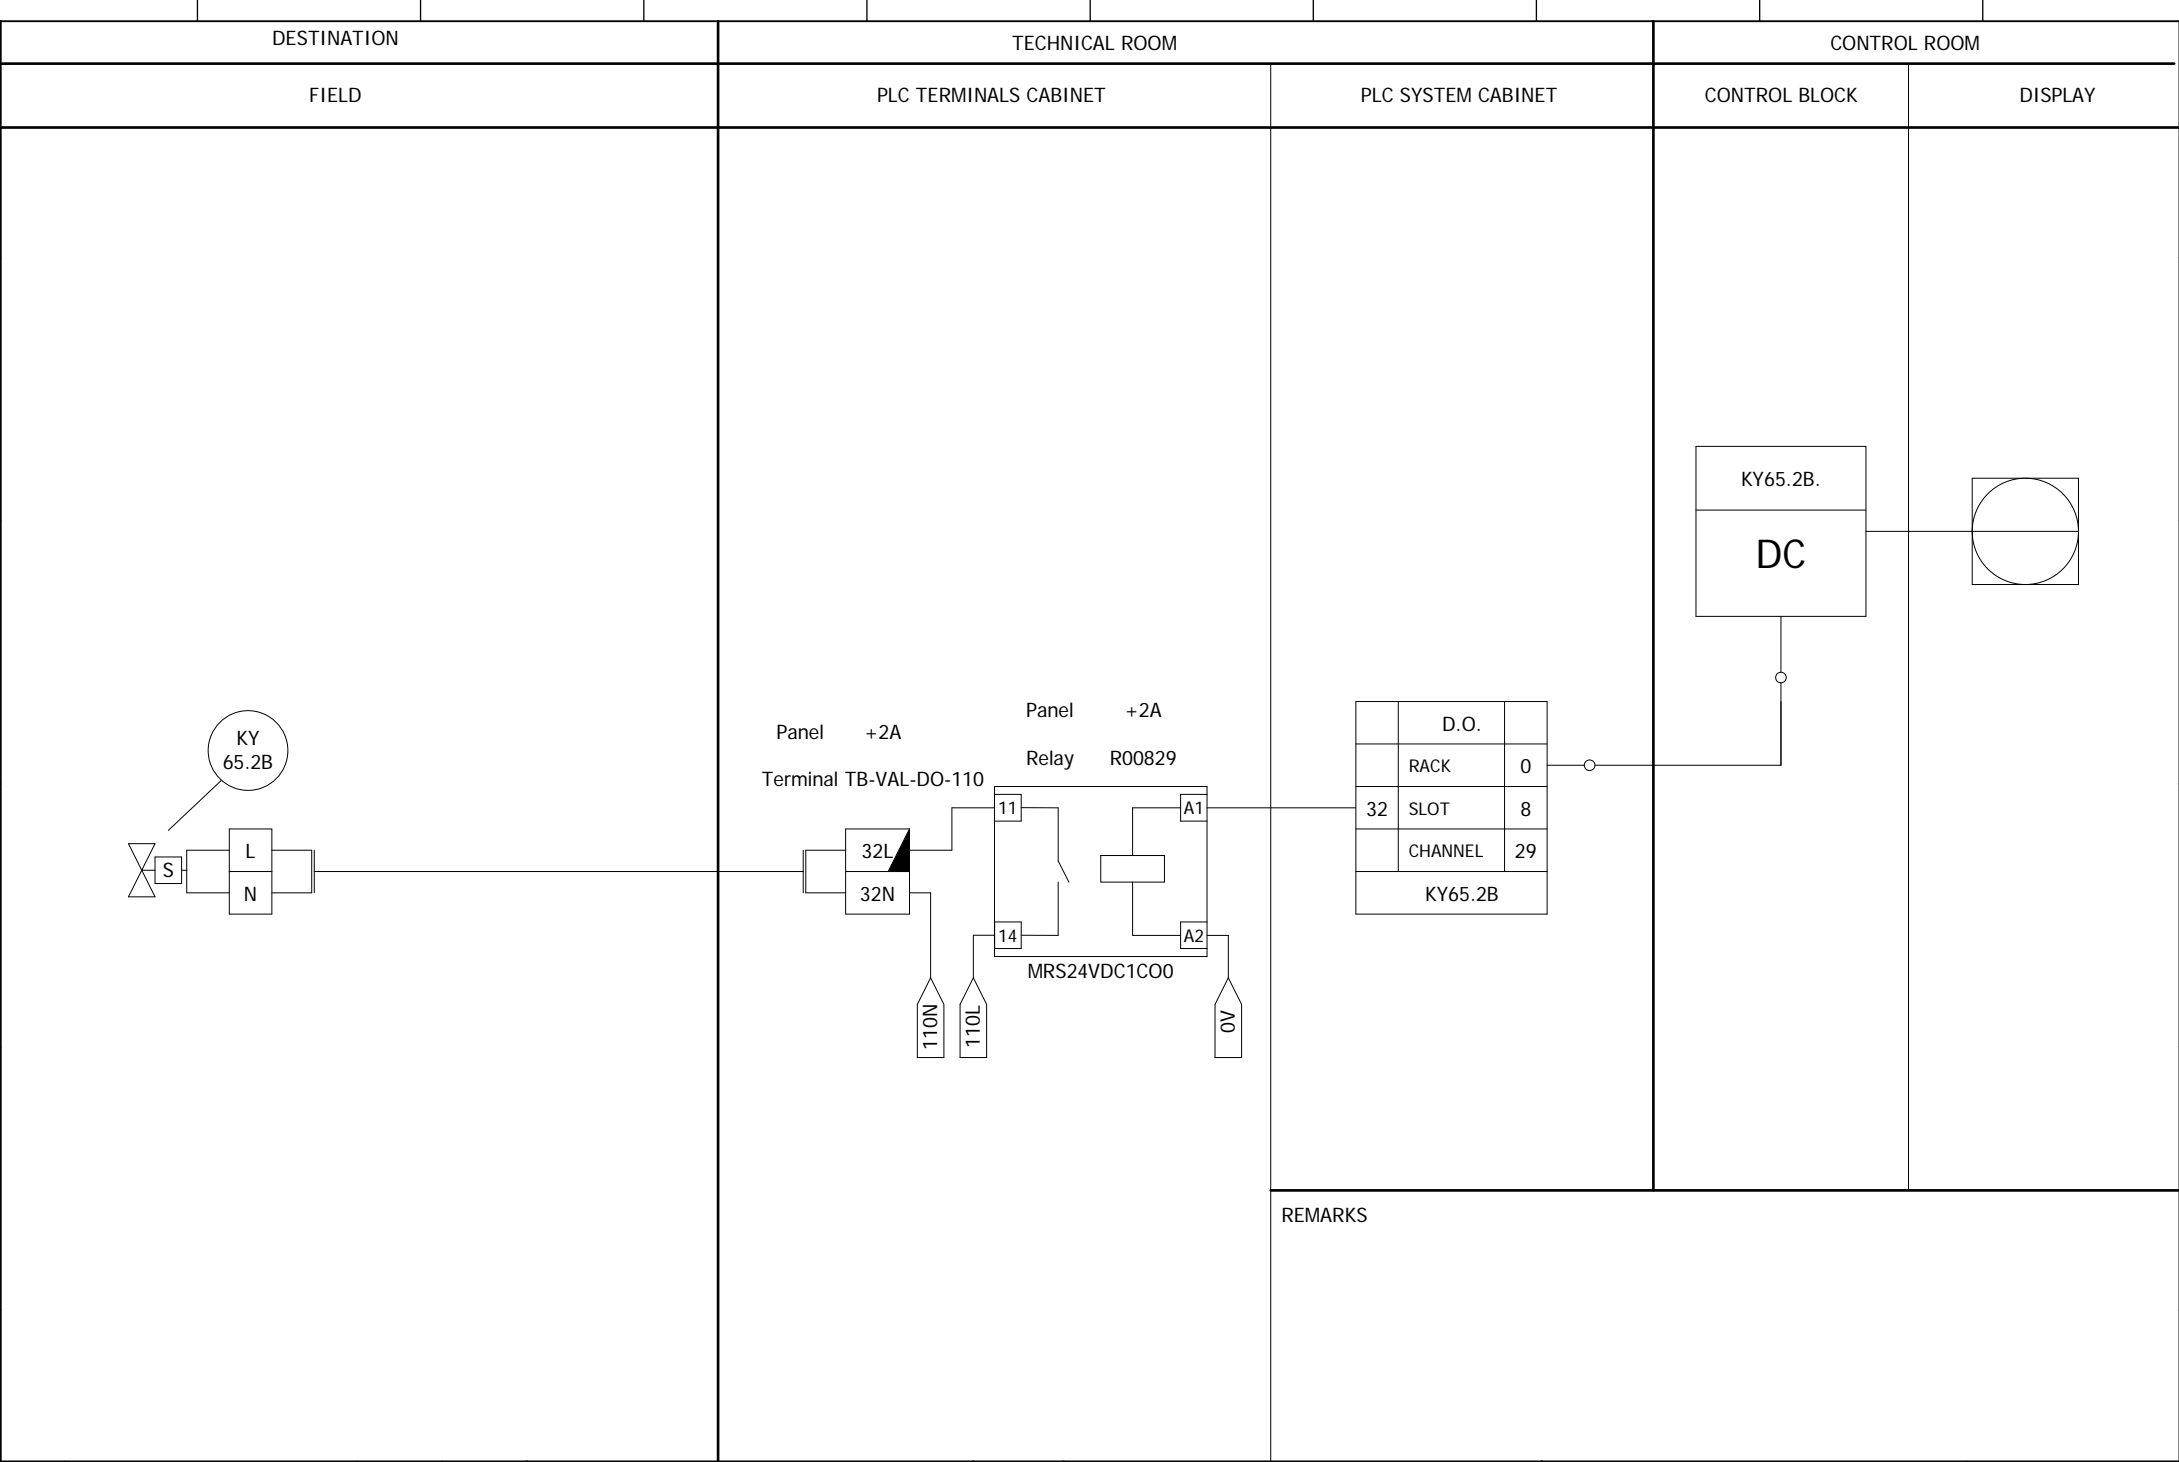 DESTINATION
TECHNICAL ROOM
CONTROL ROOM
FIELD
PLC TERMINALS CABINET
PLC SYSTEM CABINET
CONTROL BLOCK
DISPLAY
KY65.2B.
DC
KY
65.2B
S
L
N
Panel +2A
Terminal TB-VAL-DO-110
32L
32N
Panel +2A
Relay R00829
11
14
A1
A2
MRS24VDC1CO0
110N
110L
0V
D.O.
RACK 0
32 SLOT 8
CHANNEL 29
KY65.2B
REMARKS